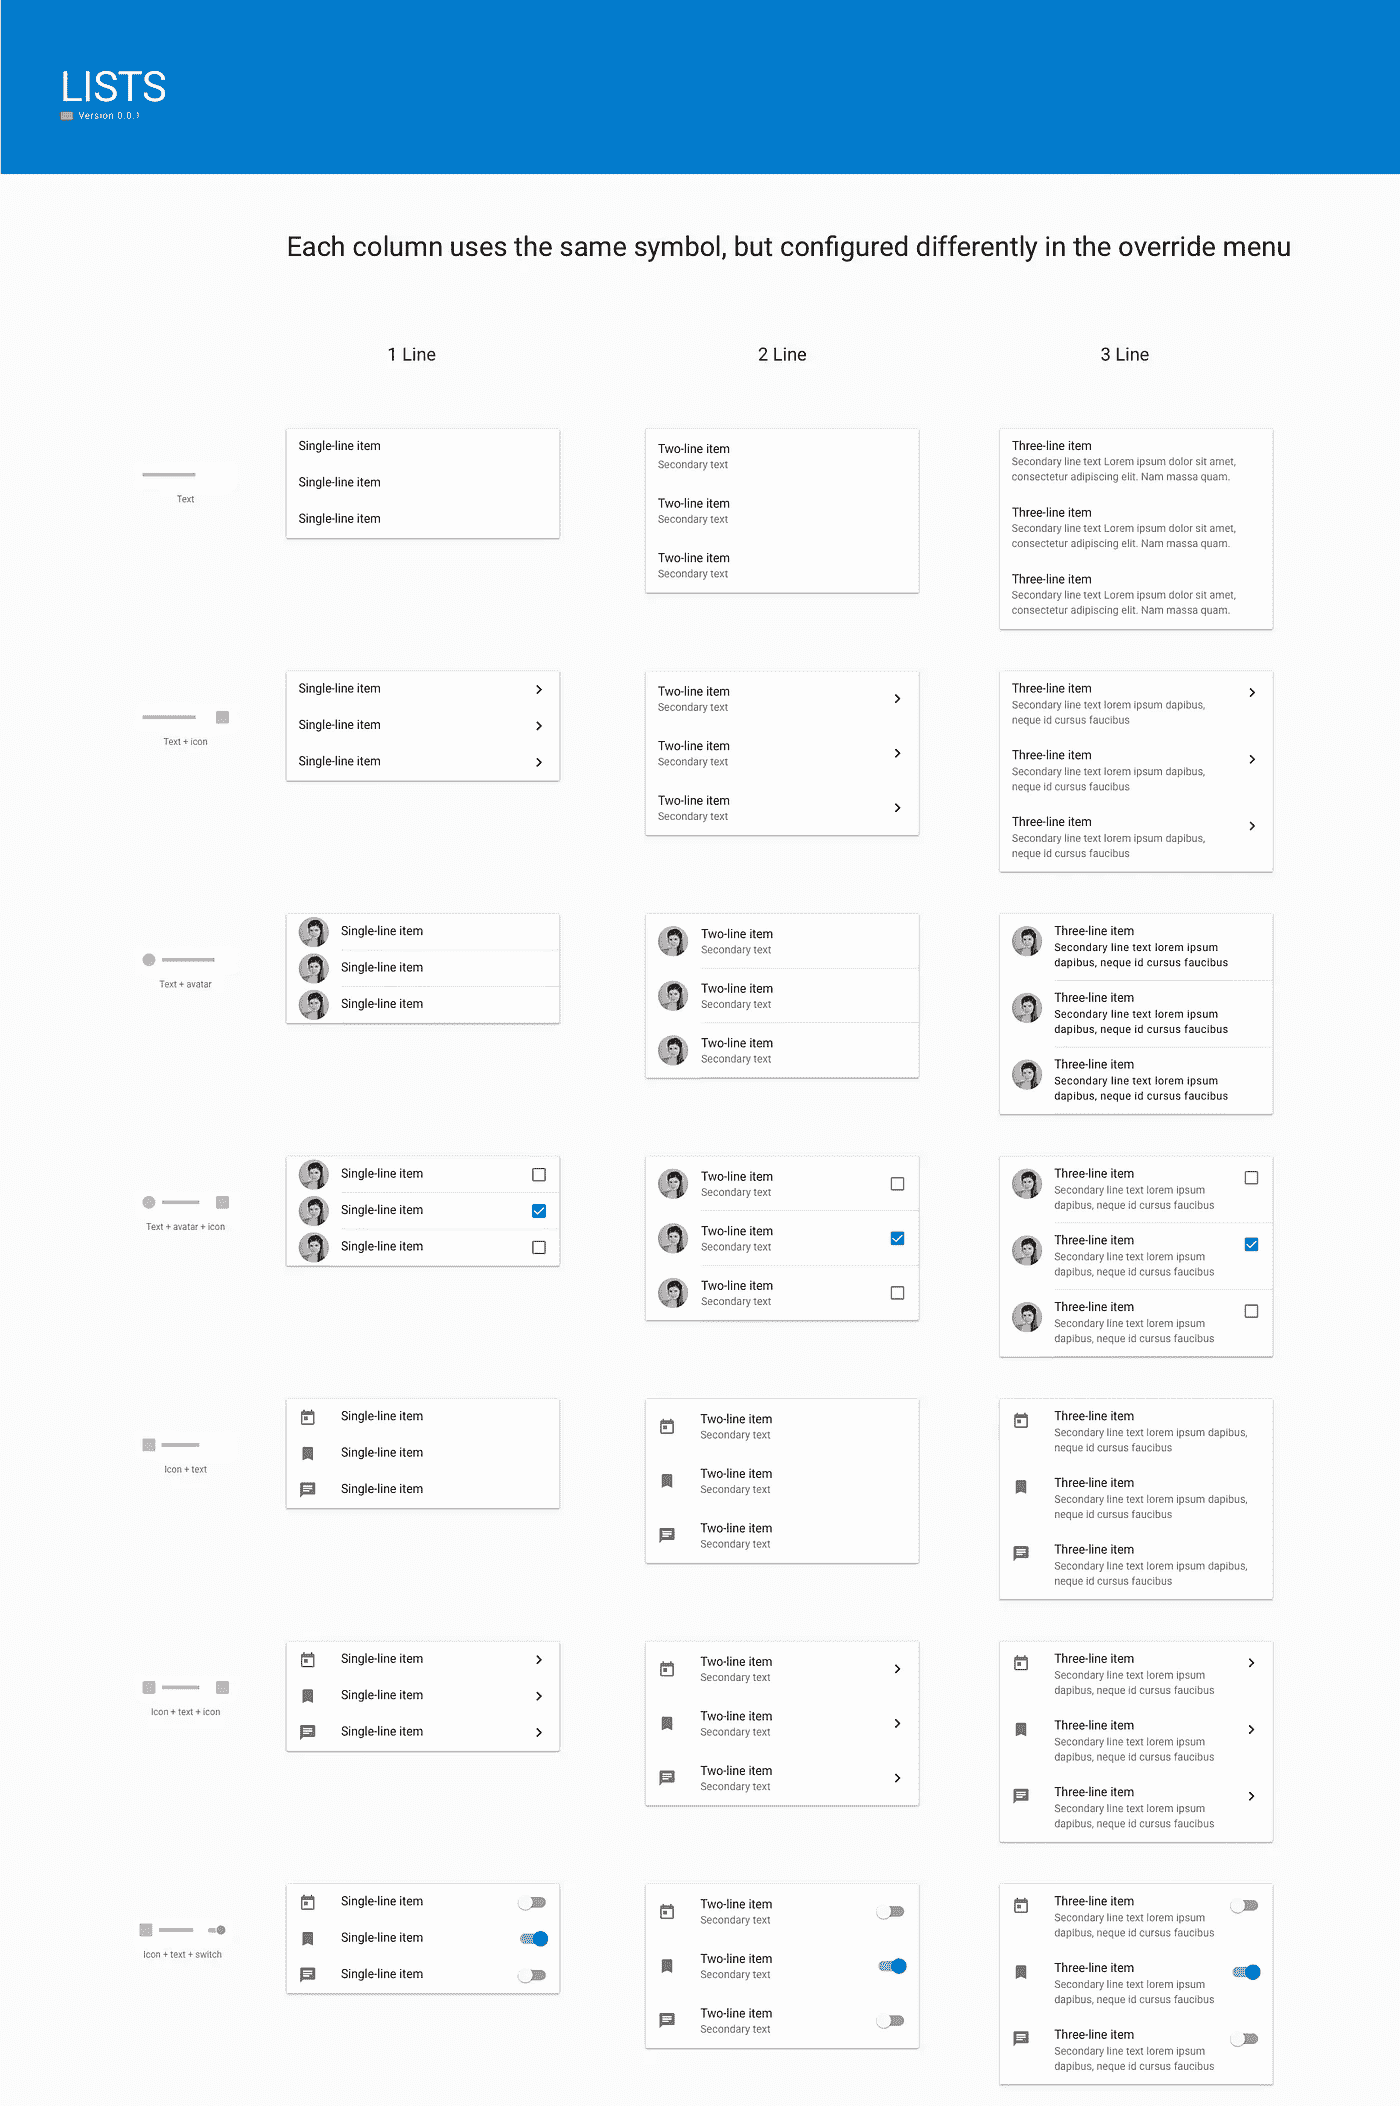 LISTS
Version 0.0.1
Each column uses the same symbol, but configured differently in the override menu
1 Line
2 Line
3 Line
Text
Single-line item
Single-line item
Single-line item
Two-line item
Secondary text
Two-line item
Secondary text
Two-line item
Secondary text
Three-line item
Secondary line text Lorem ipsum dolor sit amet,
consectetur adipiscing elit. Nam massa quam.
Three-line item
Secondary line text Lorem ipsum dolor sit amet,
consectetur adipiscing elit. Nam massa quam.
Three-line item
Secondary line text Lorem ipsum dolor sit amet,
consectetur adipiscing elit. Nam massa quam.
Text + icon
Single-line item
Single-line item
Single-line item
Two-line item
Secondary text
Two-line item
Secondary text
Two-line item
Secondary text
Three-line item
Secondary line text lorem ipsum dapibus,
neque id cursus faucibus
Three-line item
Secondary line text lorem ipsum dapibus,
neque id cursus faucibus
Three-line item
Secondary line text lorem ipsum dapibus,
neque id cursus faucibus
Text + avatar
Single-line item
Single-line item
Single-line item
Two-line item
Secondary text
Two-line item
Secondary text
Two-line item
Secondary text
Three-line item
Secondary line text lorem ipsum
dapibus, neque id cursus faucibus
Three-line item
Secondary line text lorem ipsum
dapibus, neque id cursus faucibus
Three-line item
Secondary line text lorem ipsum
dapibus, neque id cursus faucibus
Text + avatar + icon
Single-line item
Single-line item
Single-line item
Two-line item
Secondary text
Two-line item
Secondary text
Two-line item
Secondary text
Three-line item
Secondary line text lorem ipsum
dapibus, neque id cursus faucibus
Three-line item
Secondary line text lorem ipsum
dapibus, neque id cursus faucibus
Three-line item
Secondary line text lorem ipsum
dapibus, neque id cursus faucibus
Icon + text
Single-line item
Single-line item
Single-line item
Two-line item
Secondary text
Two-line item
Secondary text
Two-line item
Secondary text
Three-line item
Secondary line text lorem ipsum dapibus,
neque id cursus faucibus
Three-line item
Secondary line text lorem ipsum dapibus,
neque id cursus faucibus
Three-line item
Secondary line text lorem ipsum dapibus,
neque id cursus faucibus
Icon + text + icon
Single-line item
Single-line item
Single-line item
Two-line item
Secondary text
Two-line item
Secondary text
Two-line item
Secondary text
Three-line item
Secondary line text lorem ipsum
dapibus, neque id cursus faucibus
Three-line item
Secondary line text lorem ipsum
dapibus, neque id cursus faucibus
Three-line item
Secondary line text lorem ipsum
dapibus, neque id cursus faucibus
Icon + text + switch
Single-line item
Single-line item
Single-line item
Two-line item
Secondary text
Two-line item
Secondary text
Two-line item
Secondary text
Three-line item
Secondary line text lorem ipsum
dapibus, neque id cursus faucibus
Three-line item
Secondary line text lorem ipsum
dapibus, neque id cursus faucibus
Three-line item
Secondary line text lorem ipsum
dapibus, neque id cursus faucibus